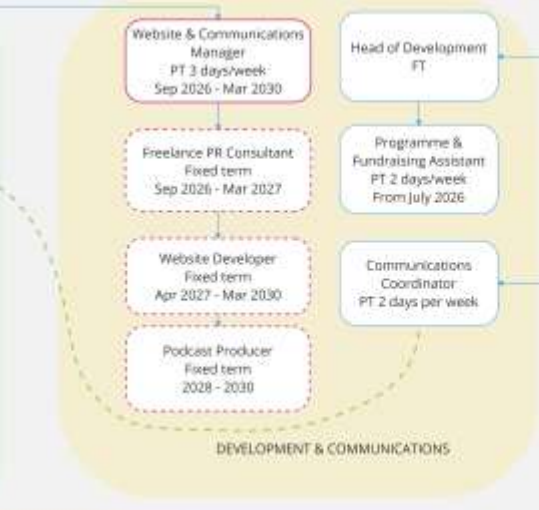 Website & Communications
Manager
PT 3 days/week
Sep 2026 - Mar 2030
Freelance PR Consultant
Fixed term
Sep 2026 - Mar 2027
Website Developer
Fixed term
Apr 2027 - Mar 2030
Podcast Producer
Fixed term
2028 - 2030
Head of Development
FT
Programme &
Fundraising Assistant
PT 2 days/week
From July 2026
Communications
Coordinator
PT 2 days per week
DEVELOPMENT & COMMUNICATIONS